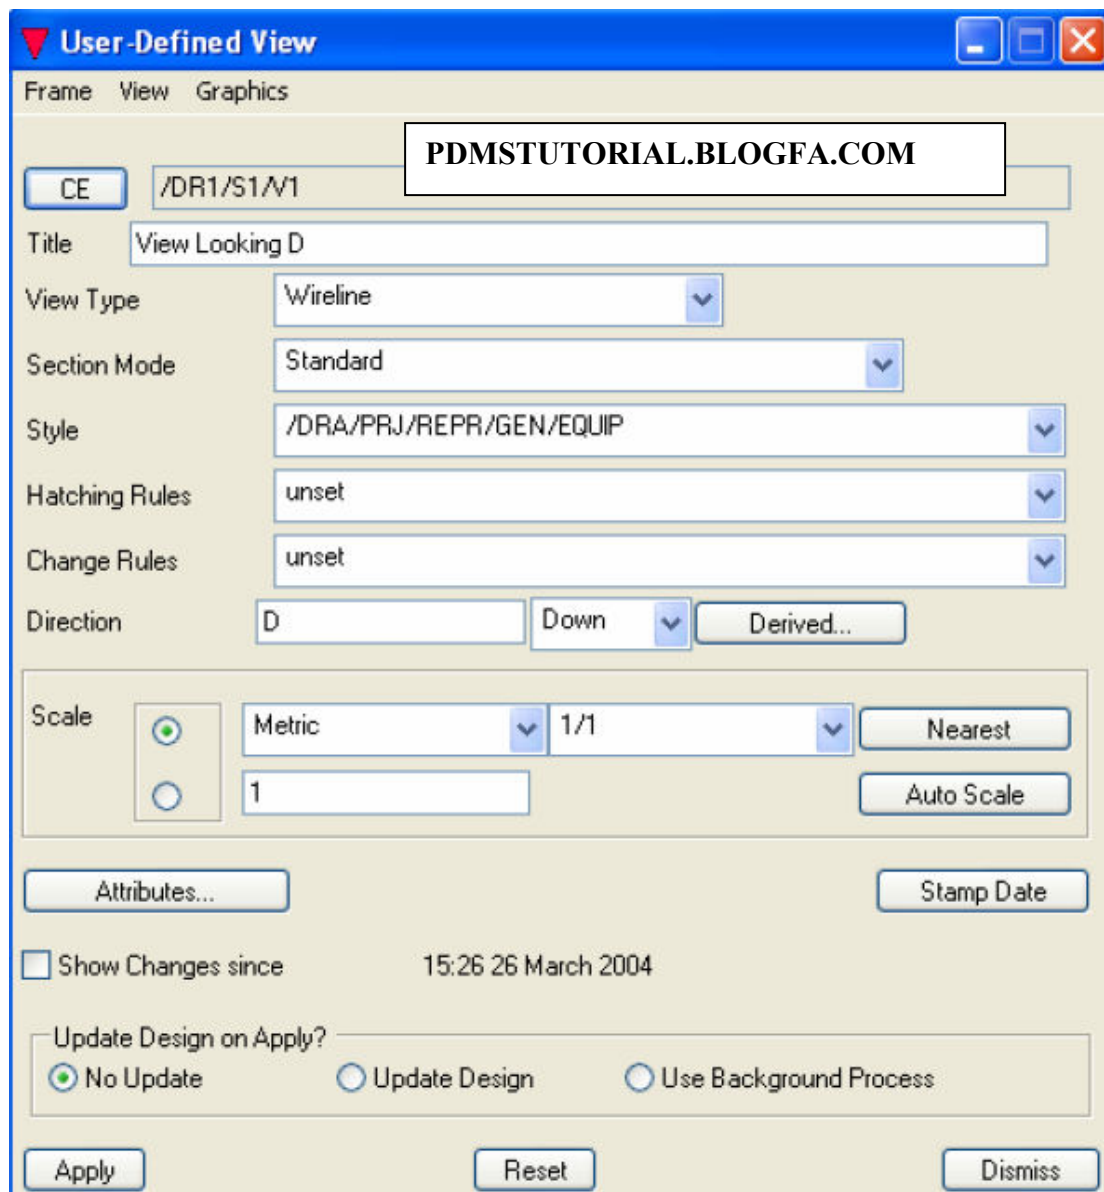 User-Defined View
Frame View Graphics
PDMSTUTORIAL.BLOGFA.COM
CE /DR1/S1/V1
Title View Looking D
View Type Wireline
Section Mode Standard
Style /DRA/PRJ/REPR/GEN/EQUIP
Hatching Rules unset
Change Rules unset
Direction D Down Derived...
Scale Metric 1/1 Nearest
1 Auto Scale
Attributes... Stamp Date
Show Changes since 15:26 26 March 2004
Update Design on Apply?
No Update Update Design Use Background Process
Apply Reset Dismiss